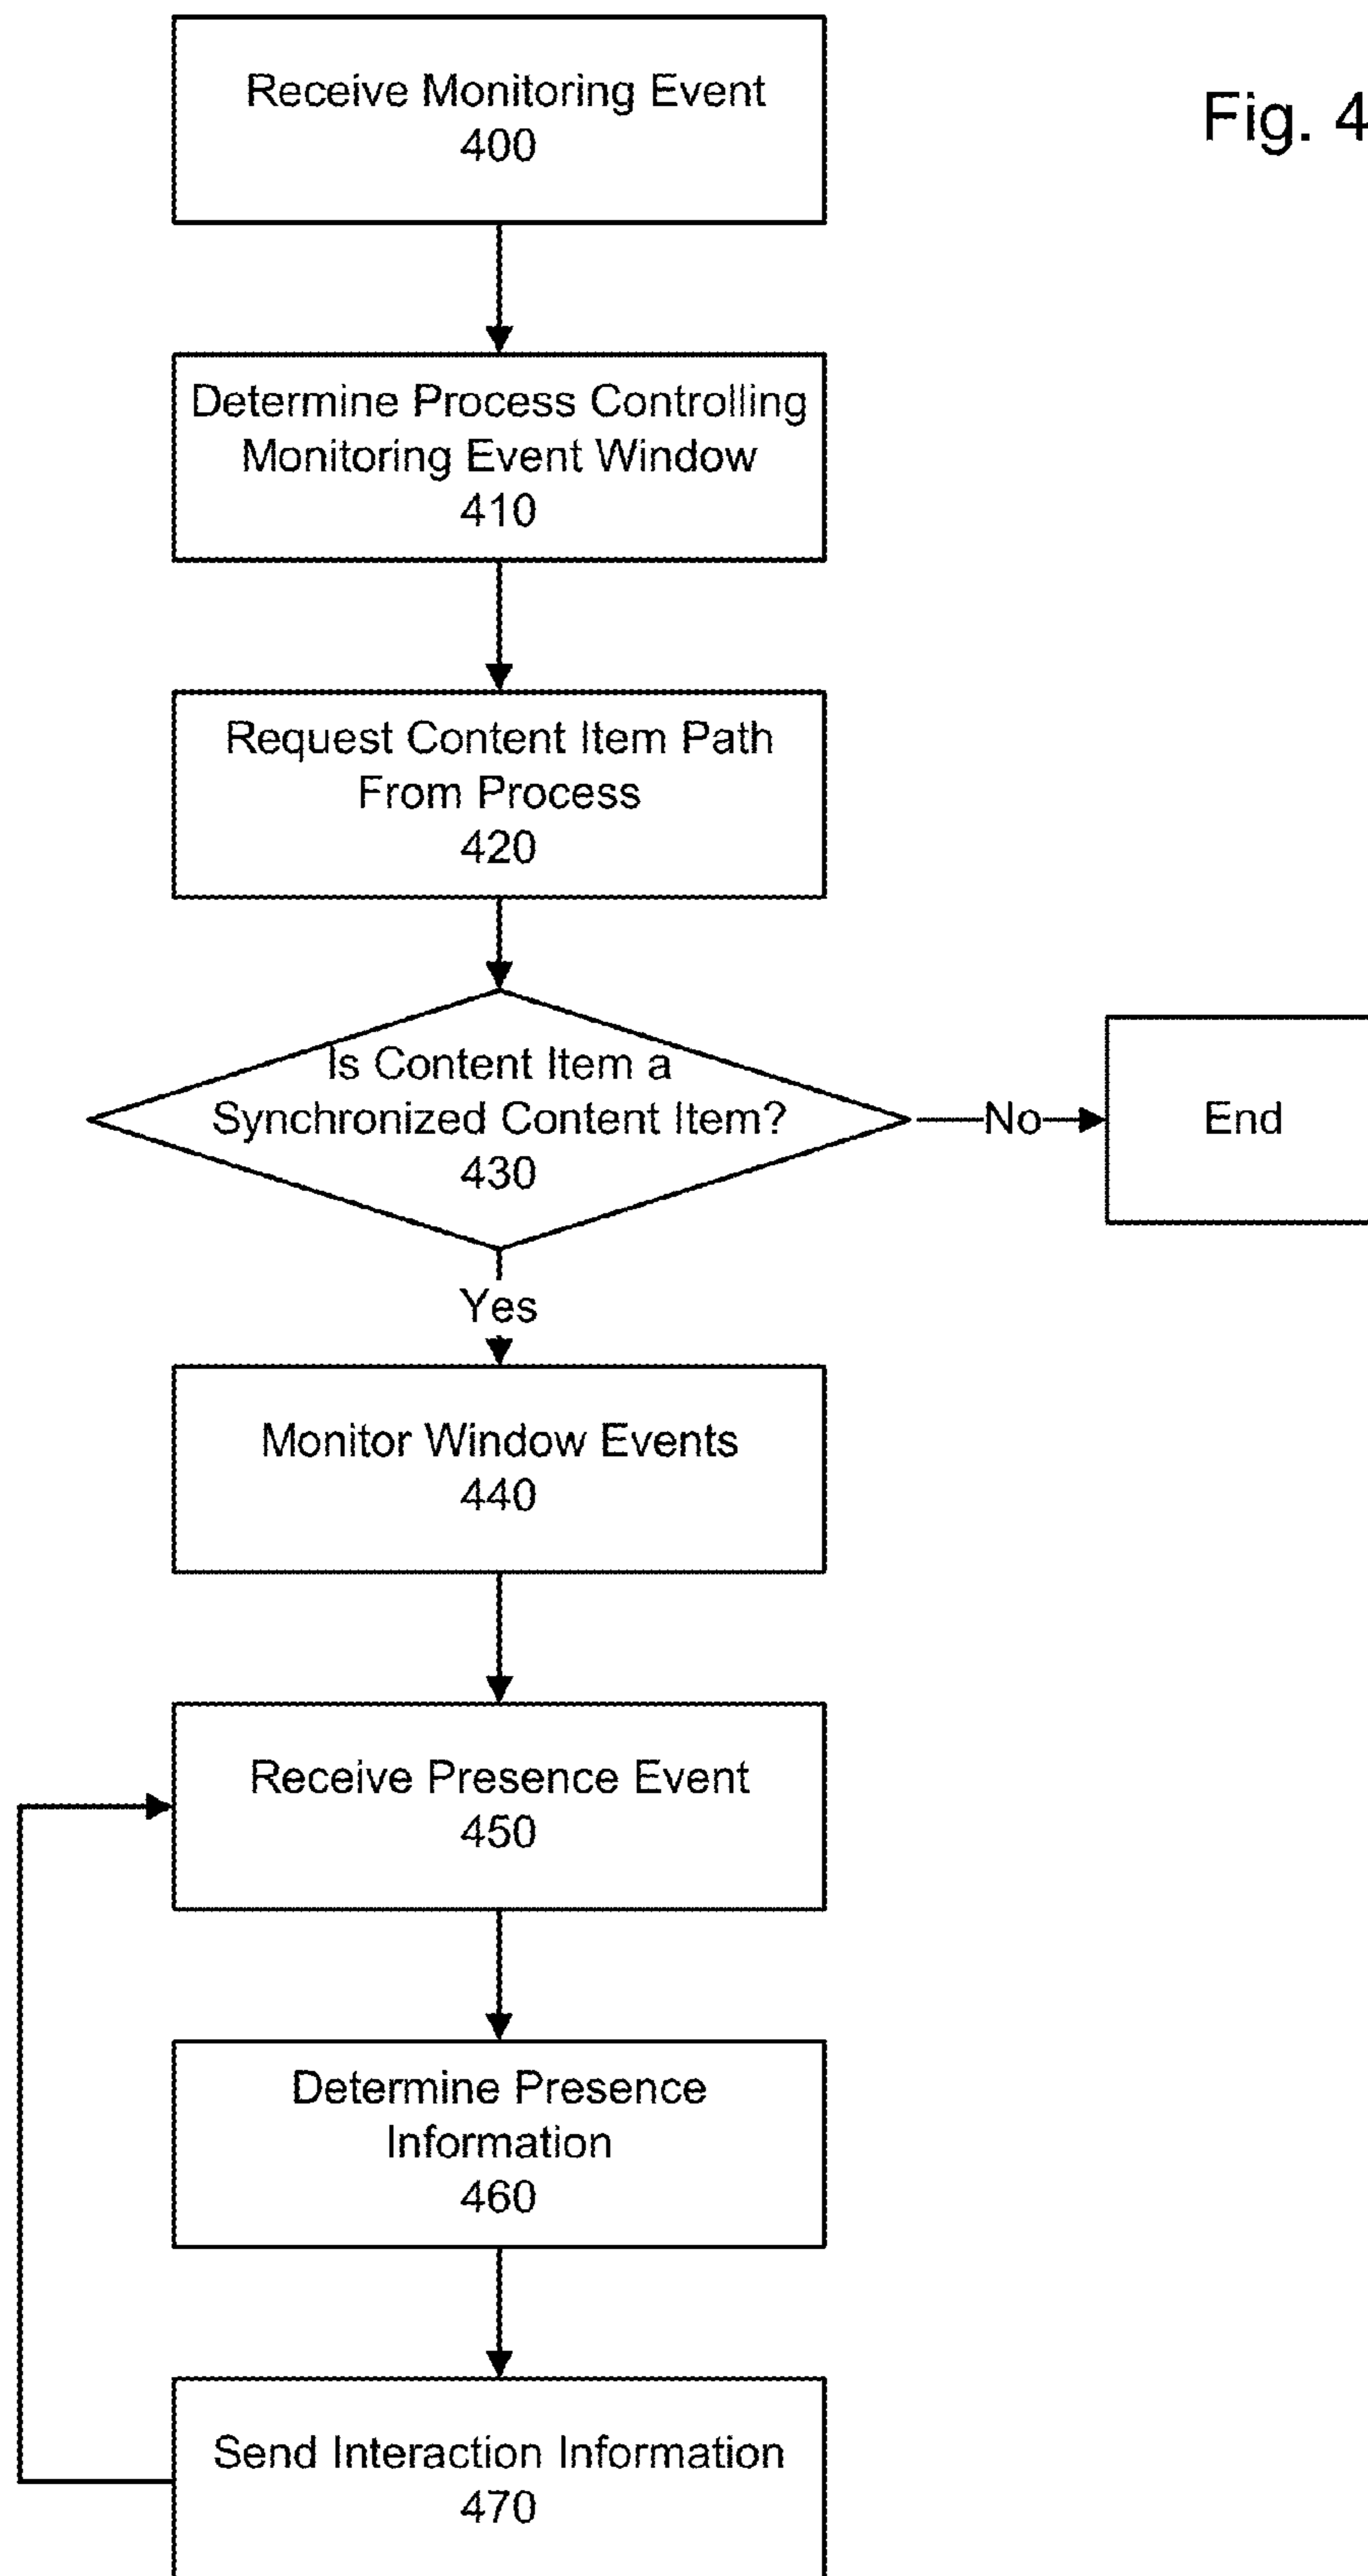 Fig. 4
Receive Monitoring Event
400
Determine Process Controlling
Monitoring Event Window
410
Request Content Item Path
From Process
420
Is Content Item a
Synchronized Content Item?
430
No
End
Yes
Monitor Window Events
440
Receive Presence Event
450
Determine Presence
Information
460
Send Interaction Information
470